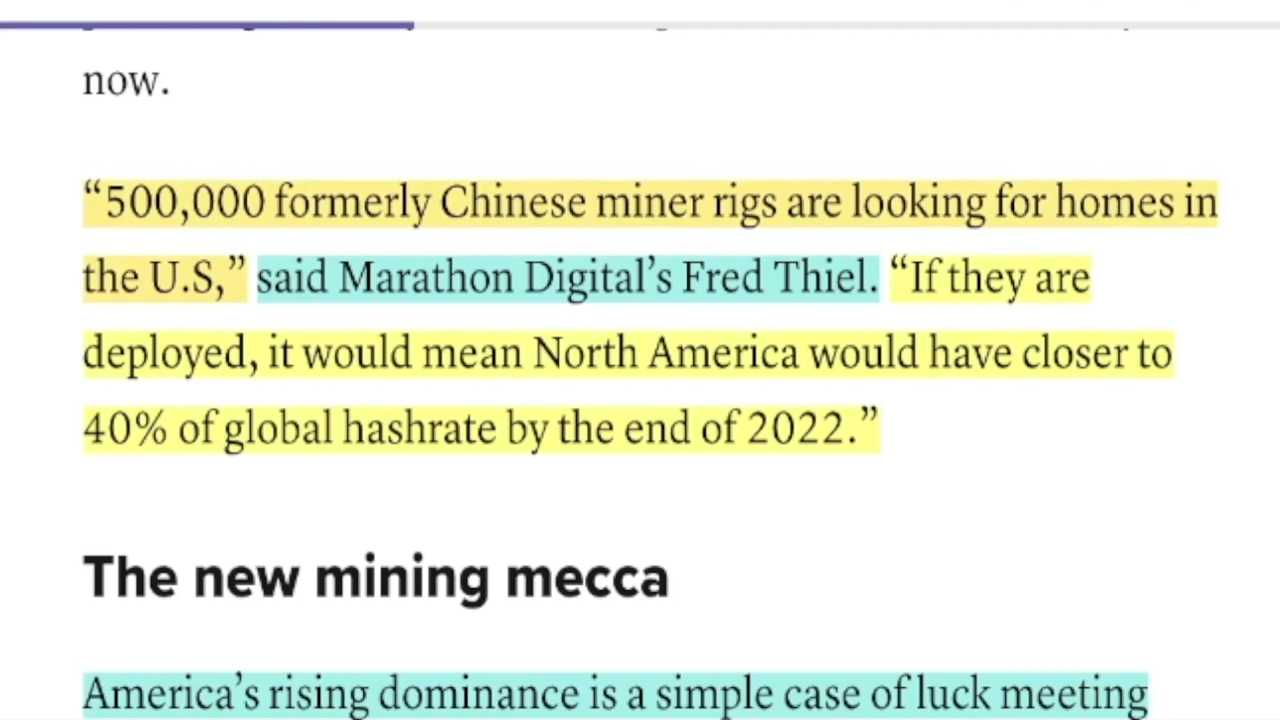 now.
“500,000 formerly Chinese miner rigs are looking for homes in
the U.S,” said Marathon Digital’s Fred Thiel. “If they are
deployed, it would mean North America would have closer to
40% of global hashrate by the end of 2022.”
The new mining mecca
America’s rising dominance is a simple case of luck meeting